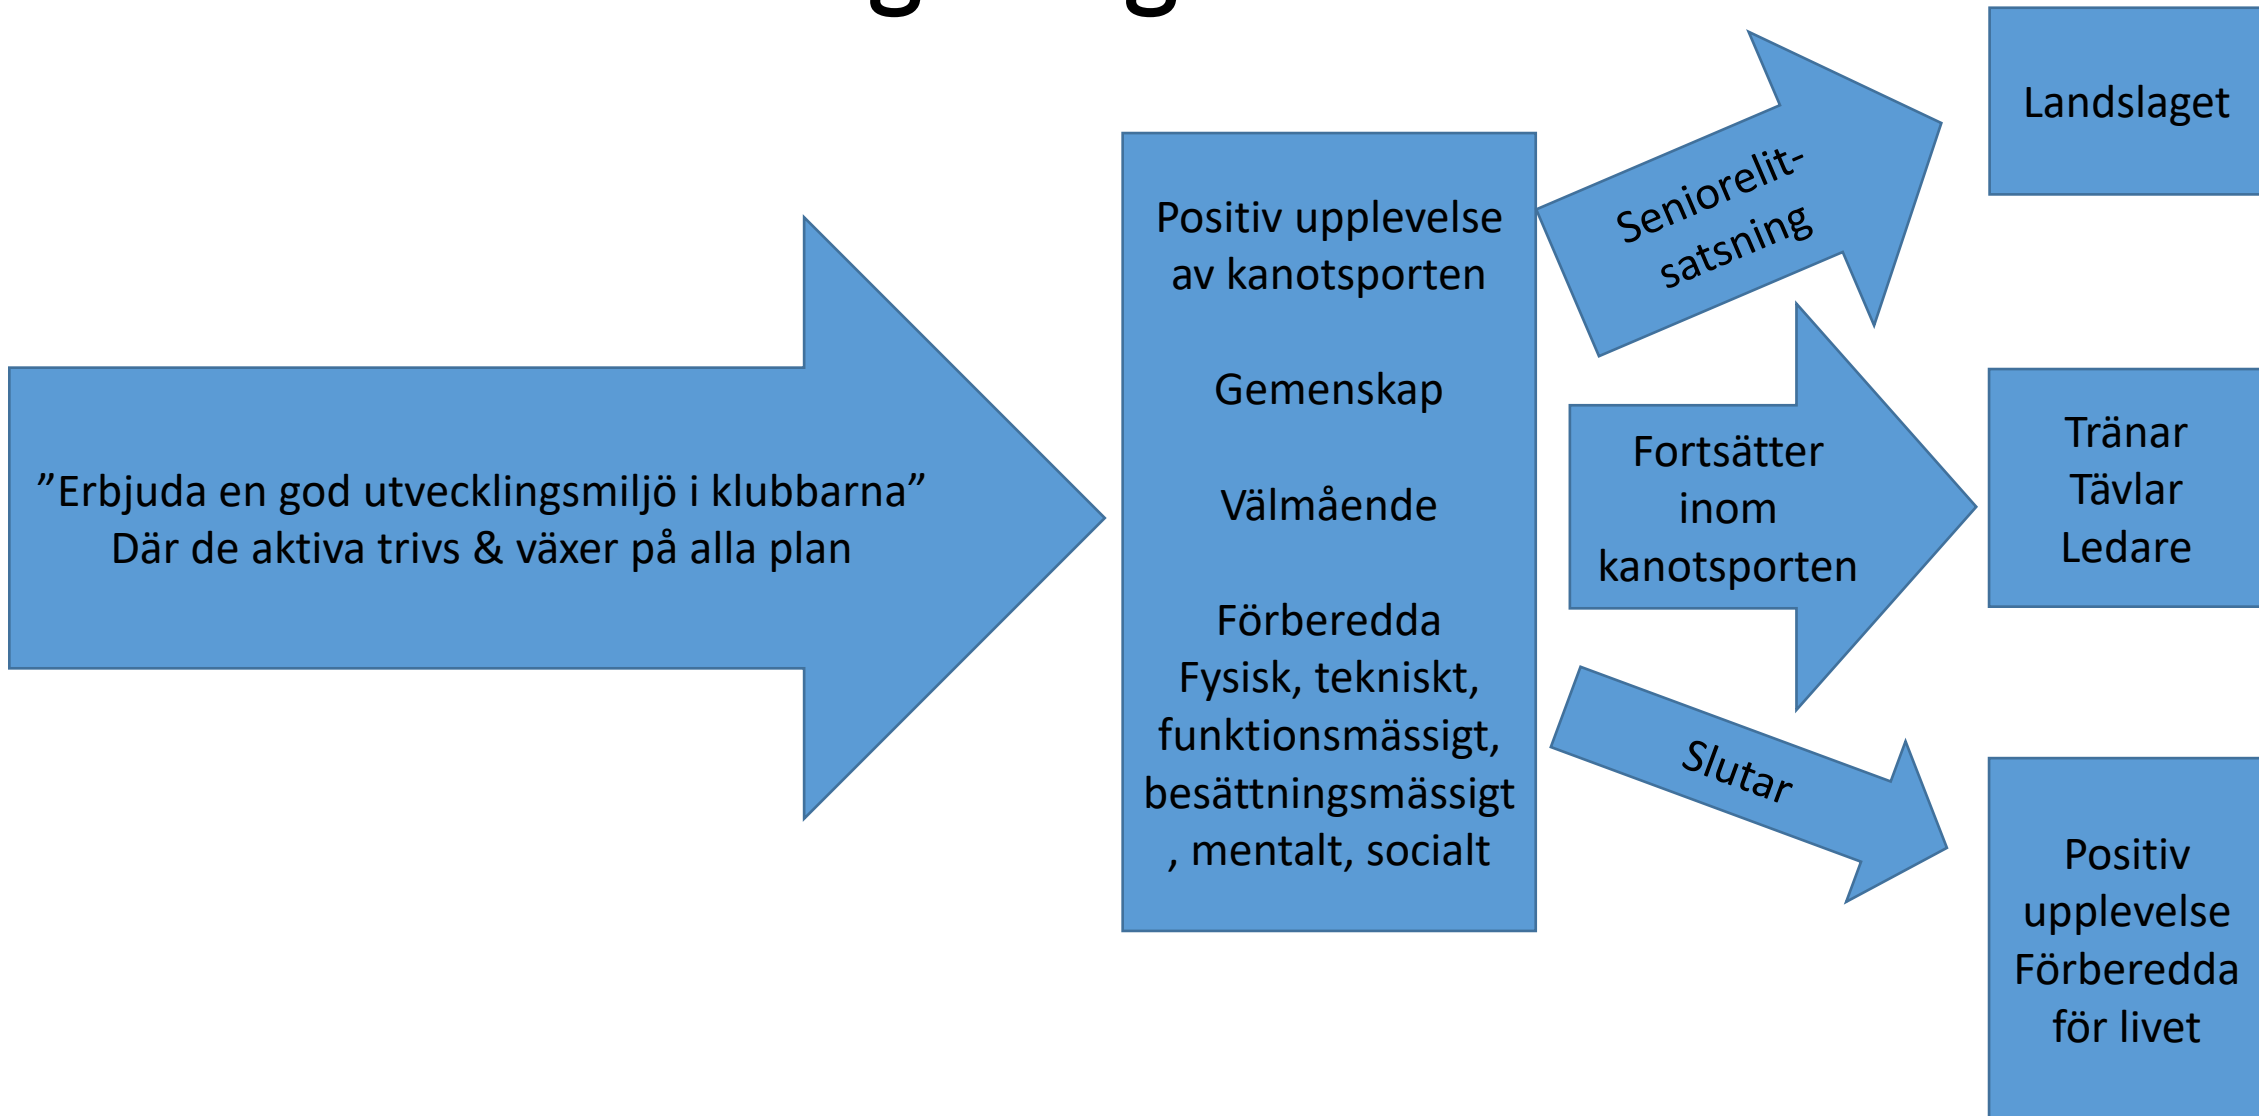 ”Erbjuda en god utvecklingsmiljö i klubbarna”
Där de aktiva trivs & växer på alla plan
Positiv upplevelse
av kanotsporten
Gemenskap
Välmående
Förberedda
Fysisk, tekniskt,
funktionsmässigt,
besättningsmässigt
, mentalt, socialt
Seniorelit-
satsning
Landslaget
Fortsätter
inom
kanotsporten
Tränar
Tävlar
Ledare
Slutar
Positiv
upplevelse
Förberedda
för livet